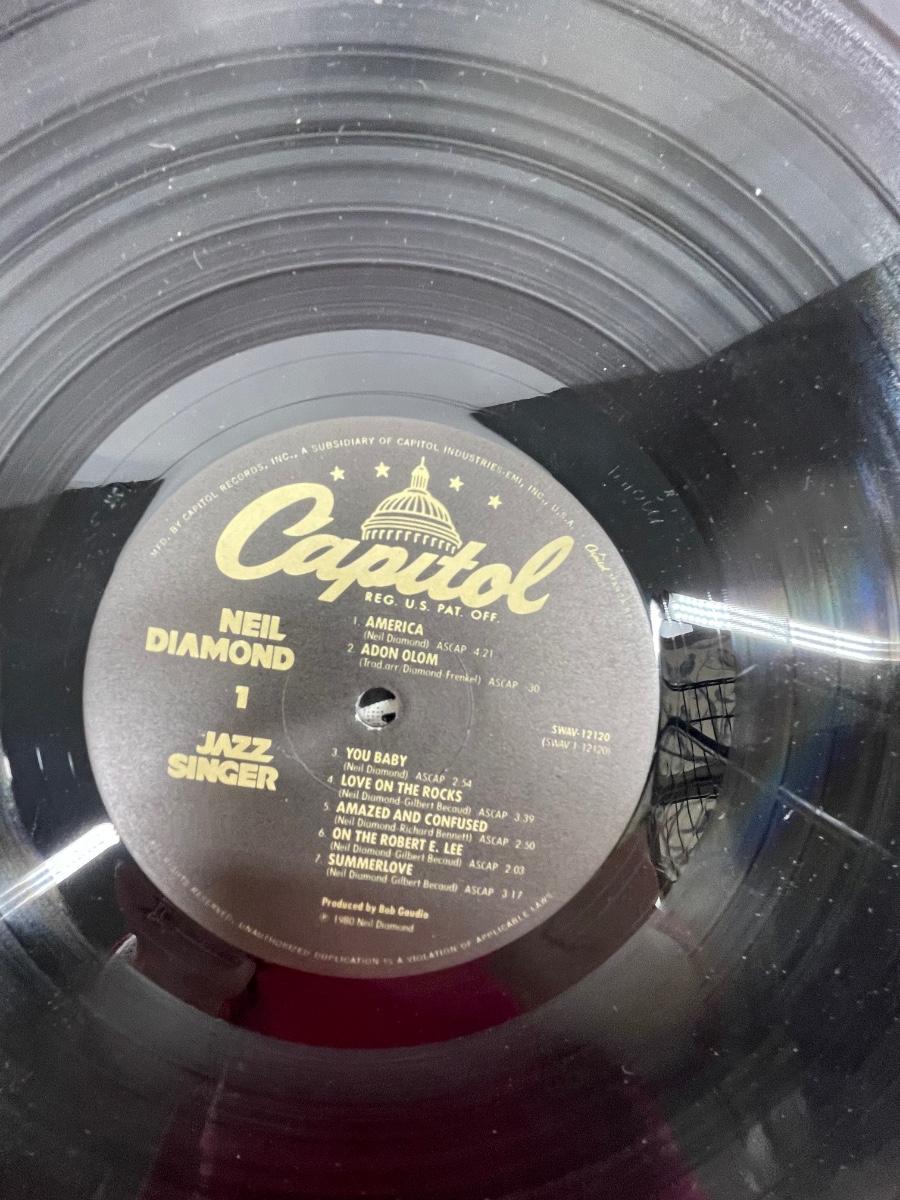 MFD. BY CAPITOL RECORDS, INC., A SUBSIDIARY OF CAPITOL INDUSTRIES-EMI, INC., U.S.A.
Capitol
REG. U.S. PAT. OFF.
NEIL
DIAMOND
1
JAZZ
SINGER
1. AMERICA
(Neil Diamond) ASCAP 4:21
2. ADON OLOM
(Trad. arr./Diamond-Frenkel) ASCAP :30
SWAV-12120
(SWAV-1-12120)
3. YOU BABY
(Neil Diamond) ASCAP 2:54
4. LOVE ON THE ROCKS
(Neil Diamond-Gilbert Becaud) ASCAP 3:39
5. AMAZED AND CONFUSED
(Neil Diamond-Richard Bennett) ASCAP 2:50
6. ON THE ROBERT E. LEE
(Neil Diamond-Gilbert Becaud) ASCAP 2:03
7. SUMMERLOVE
(Neil Diamond-Gilbert Becaud) ASCAP 3:17
Produced by Bob Gaudio
℗ 1980 Neil Diamond
RESERVED. UNAUTHORIZED DUPLICATION IS A VIOLATION OF APPLICABLE LAWS.